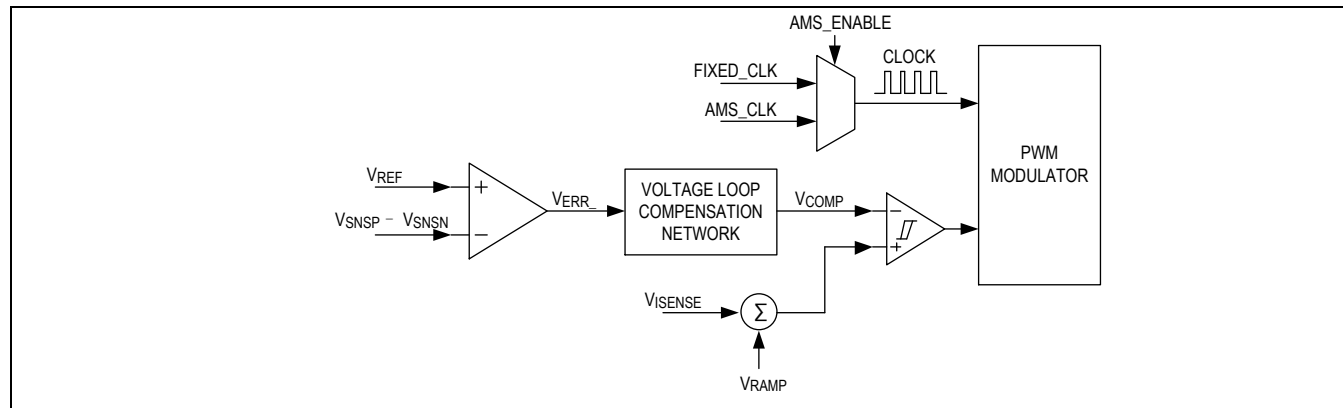 AMS_ENABLE
FIXED_CLK
CLOCK
AMS_CLK
PWM
MODULATOR
VREF
+
VSNSP – VSNSN
−
VERR_
VOLTAGE LOOP
COMPENSATION
NETWORK
VCOMP
−
+
VISENSE
Σ
VRAMP